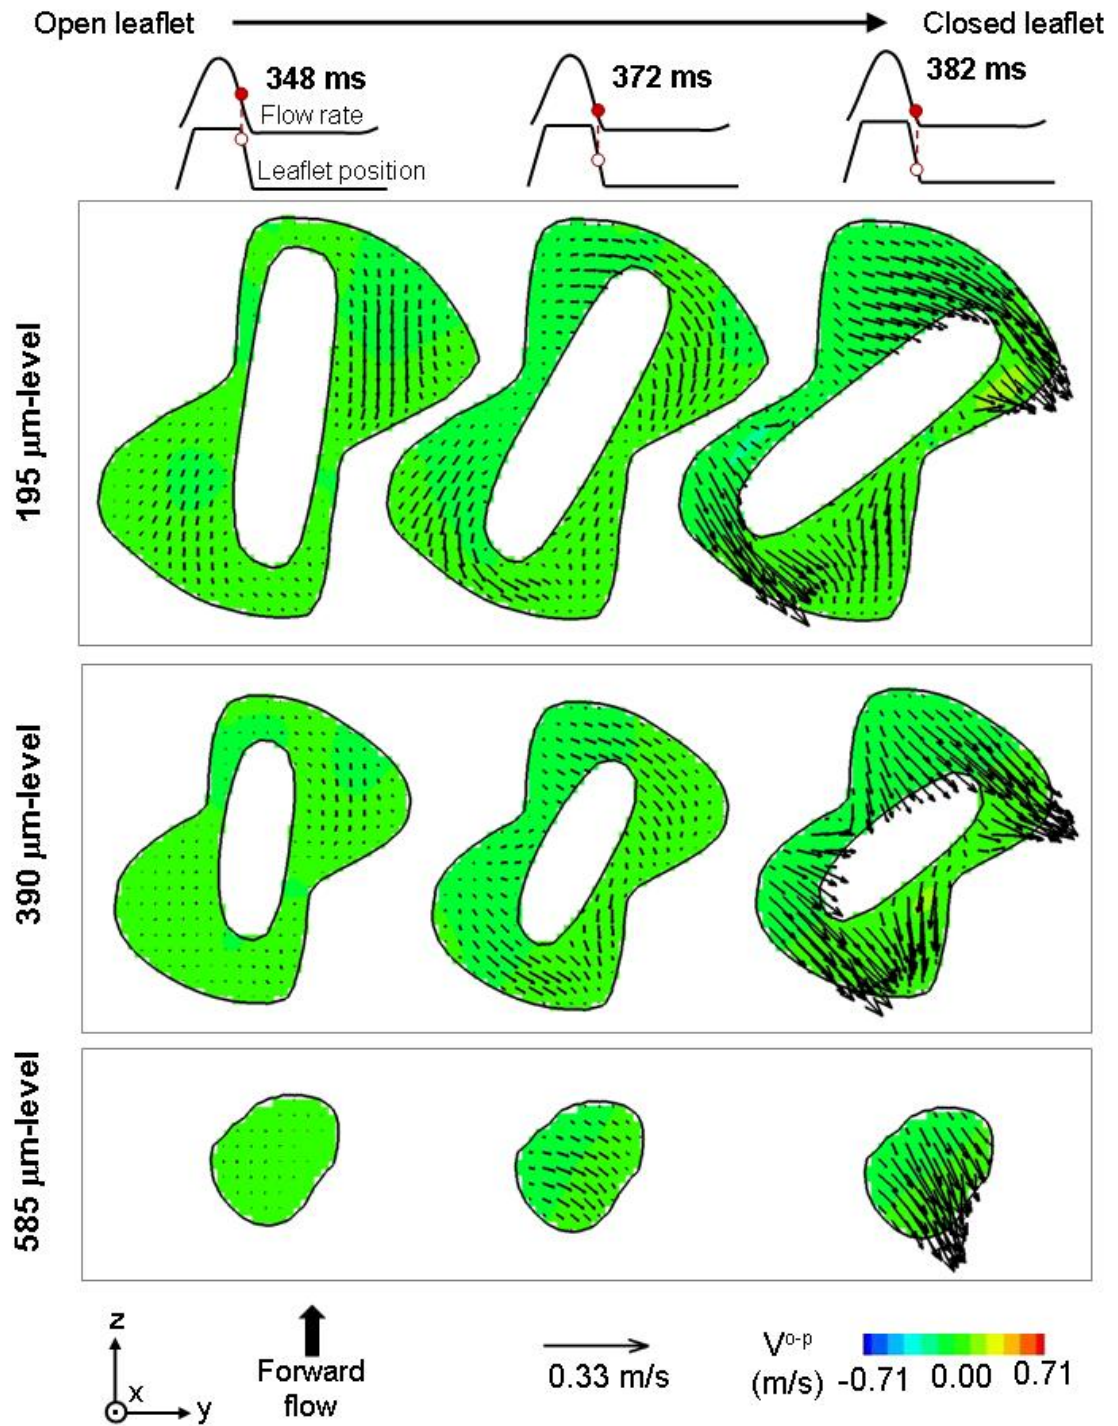 Open leaflet
Closed leaflet
348 ms
372 ms
382 ms
Flow rate
Leaflet position
195 μm-level
390 μm-level
585 μm-level
z
x
y
Forward
flow
0.33 m/s
V^o-p
(m/s)
-0.71
0.00
0.71